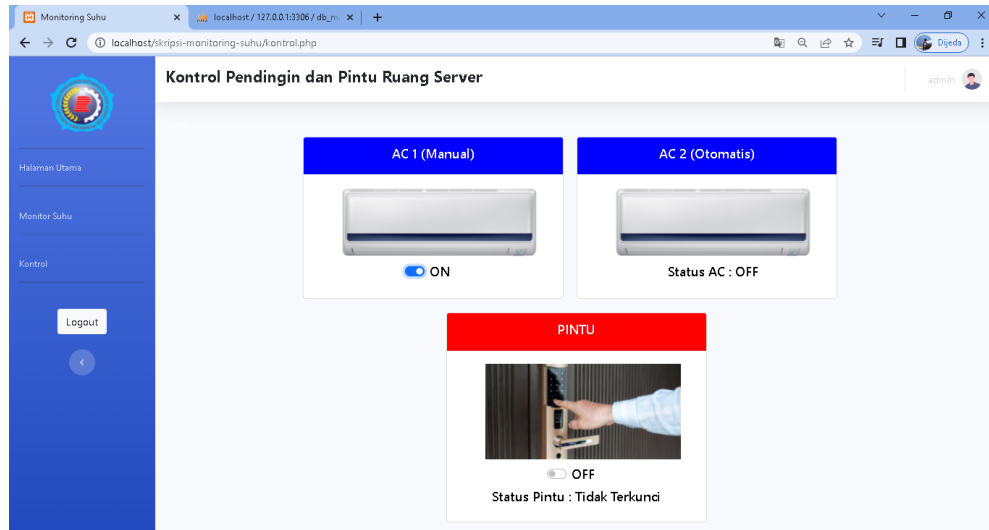 Monitoring Suhu
localhost / 127.0.0.1:3306 / db_m
localhost/skripsi-monitoring-suhu/kontrol.php
Dijeda
Kontrol Pendingin dan Pintu Ruang Server
admin
Halaman Utama
Monitor Suhu
Kontrol
Logout
AC 1 (Manual)
ON
AC 2 (Otomatis)
Status AC : OFF
PINTU
OFF
Status Pintu : Tidak Terkunci